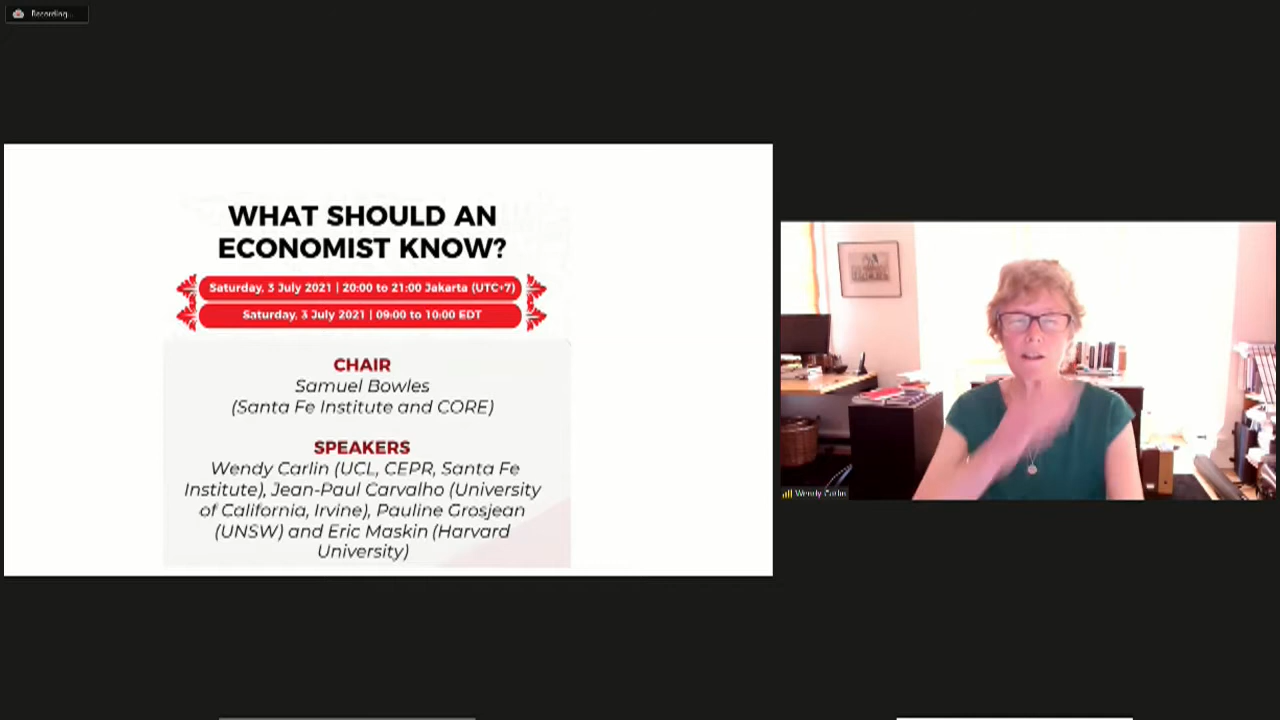 Recording...
WHAT SHOULD AN
ECONOMIST KNOW?
Saturday, 3 July 2021 | 20:00 to 21:00 Jakarta (UTC+7)
Saturday, 3 July 2021 | 09:00 to 10:00 EDT
CHAIR
Samuel Bowles
(Santa Fe Institute and CORE)
SPEAKERS
Wendy Carlin (UCL, CEPR, Santa Fe
Institute), Jean-Paul Carvalho (University
of California, Irvine), Pauline Grosjean
(UNSW) and Eric Maskin (Harvard
University)
Wendy Carlin